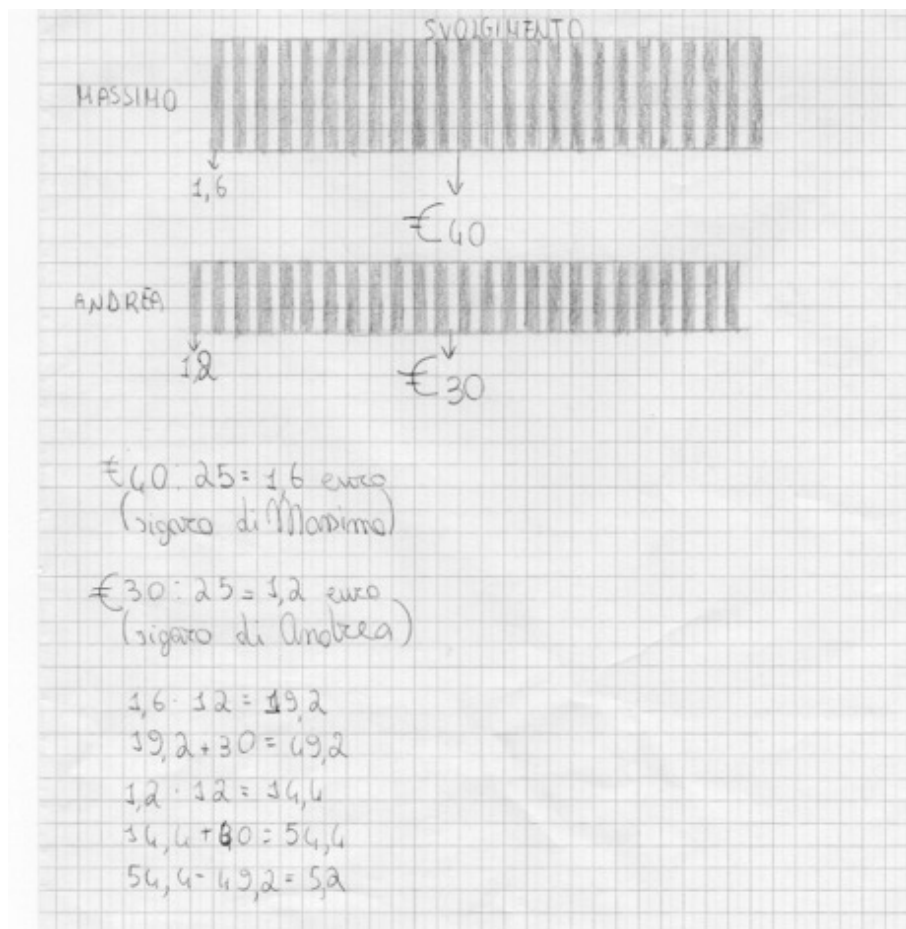 SVOLGIMENTO
MASSIMO
1,6
€40
ANDREA
1,2
€30
€40:25=1,6 euro
(sigaro di Massimo)
€30:25=1,2 euro
(sigaro di Andrea)
1,6·12=19,2
19,2+30=49,2
1,2·12=14,4
14,4+40=54,4
54,4-49,2=5,2